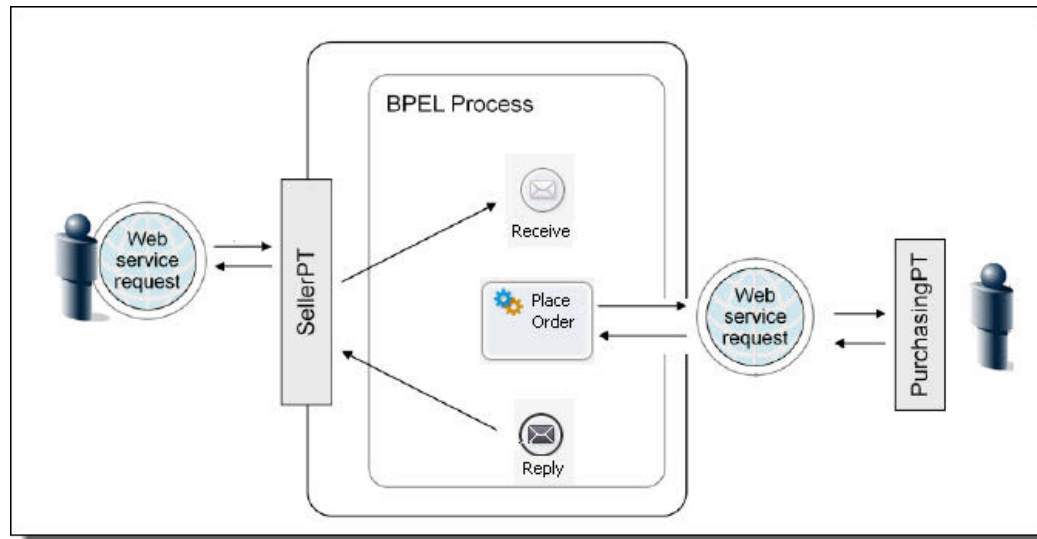 BPEL Process
Receive
Web
service
request
SellerPT
Place
Order
Web
service
request
PurchasingPT
Reply